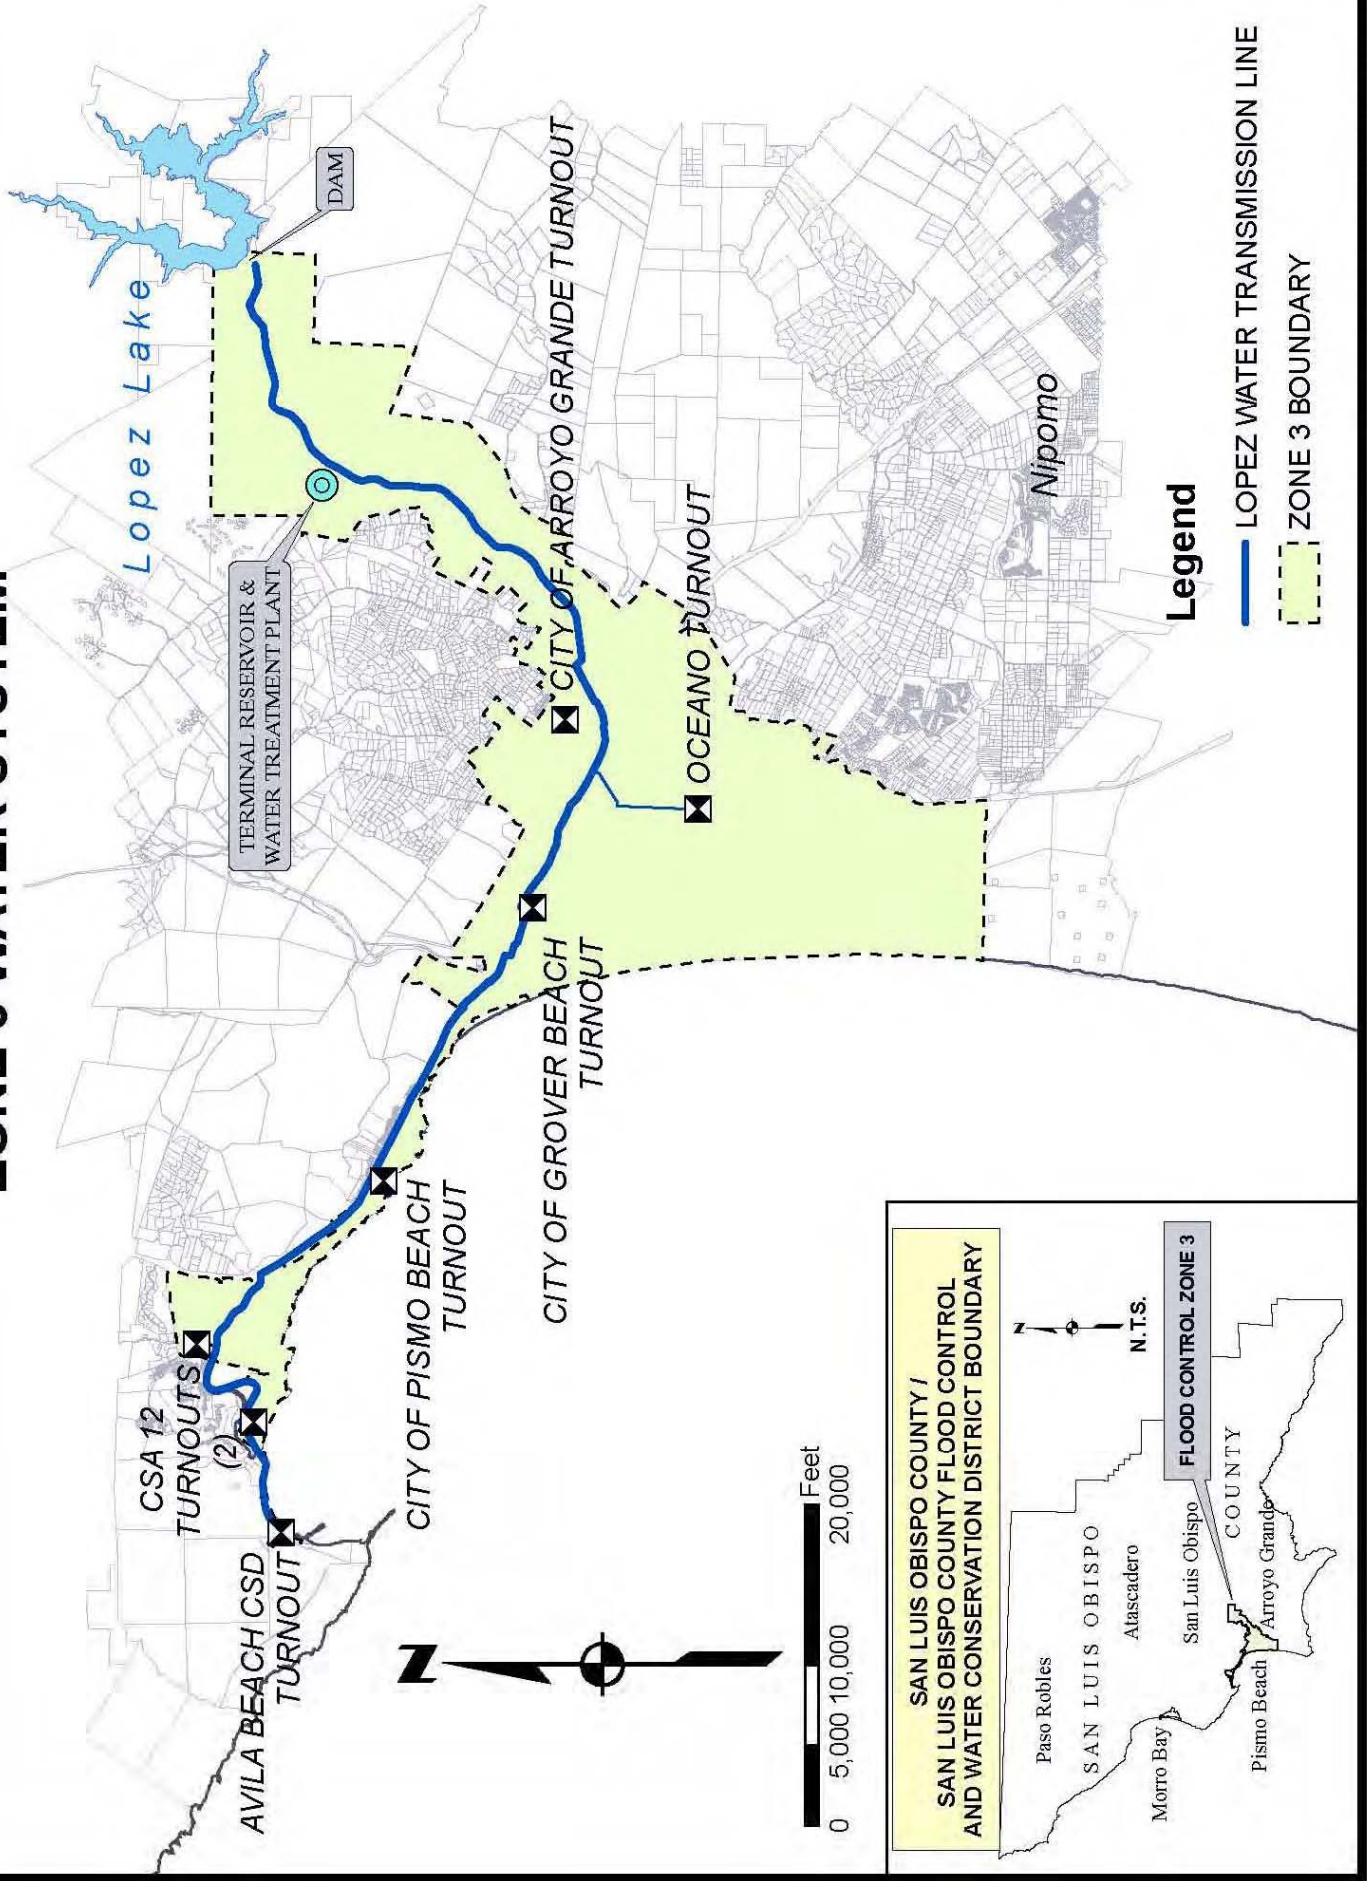 ZONE 3 WATER SYSTEM
Lopez Lake
DAM
TERMINAL RESERVOIR &
WATER TREATMENT PLANT
CSA 12
TURNOUTS
(2)
AVILA BEACH CSD
TURNOUT
CITY OF PISMO BEACH
TURNOUT
CITY OF GROVER BEACH
TURNOUT
CITY OF ARROYO GRANDE TURNOUT
OCEANO TURNOUT
Nipomo
N
0 5,000 10,000 20,000
Feet
Legend
LOPEZ WATER TRANSMISSION LINE
ZONE 3 BOUNDARY
SAN LUIS OBISPO COUNTY /
SAN LUIS OBISPO COUNTY FLOOD CONTROL
AND WATER CONSERVATION DISTRICT BOUNDARY
N
N.T.S.
Paso Robles
SAN LUIS OBISPO
Atascadero
Morro Bay
San Luis Obispo
FLOOD CONTROL ZONE 3
COUNTY
Pismo Beach
Arroyo Grande